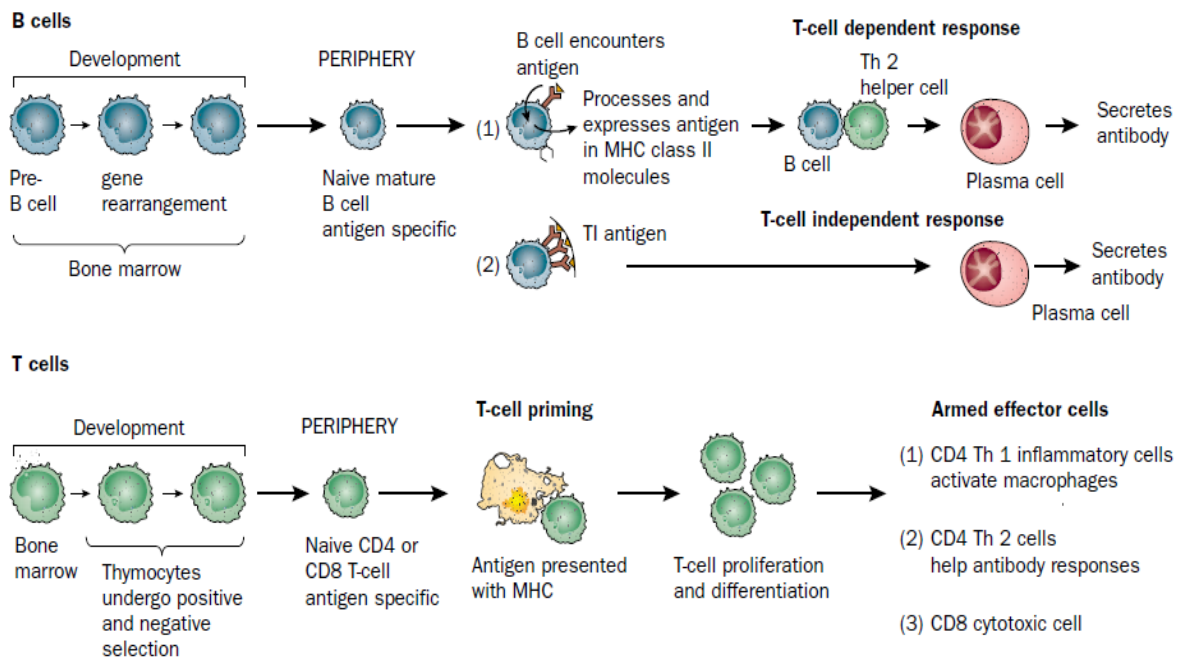 B cells
Development
Pre-
B cell
gene
rearrangement
Bone marrow
PERIPHERY
Naive mature
B cell
antigen specific
B cell encounters
antigen
(1)
Processes and
expresses antigen
in MHC class II
molecules
T-cell dependent response
Th 2
helper cell
B cell
Plasma cell
Secretes
antibody
(2)
TI antigen
T-cell independent response
Plasma cell
Secretes
antibody
T cells
Development
Bone
marrow
Thymocytes
undergo positive
and negative
selection
PERIPHERY
Naive CD4 or
CD8 T-cell
antigen specific
T-cell priming
Antigen presented
with MHC
T-cell proliferation
and differentiation
Armed effector cells
(1) CD4 Th 1 inflammatory cells
activate macrophages
(2) CD4 Th 2 cells
help antibody responses
(3) CD8 cytotoxic cell